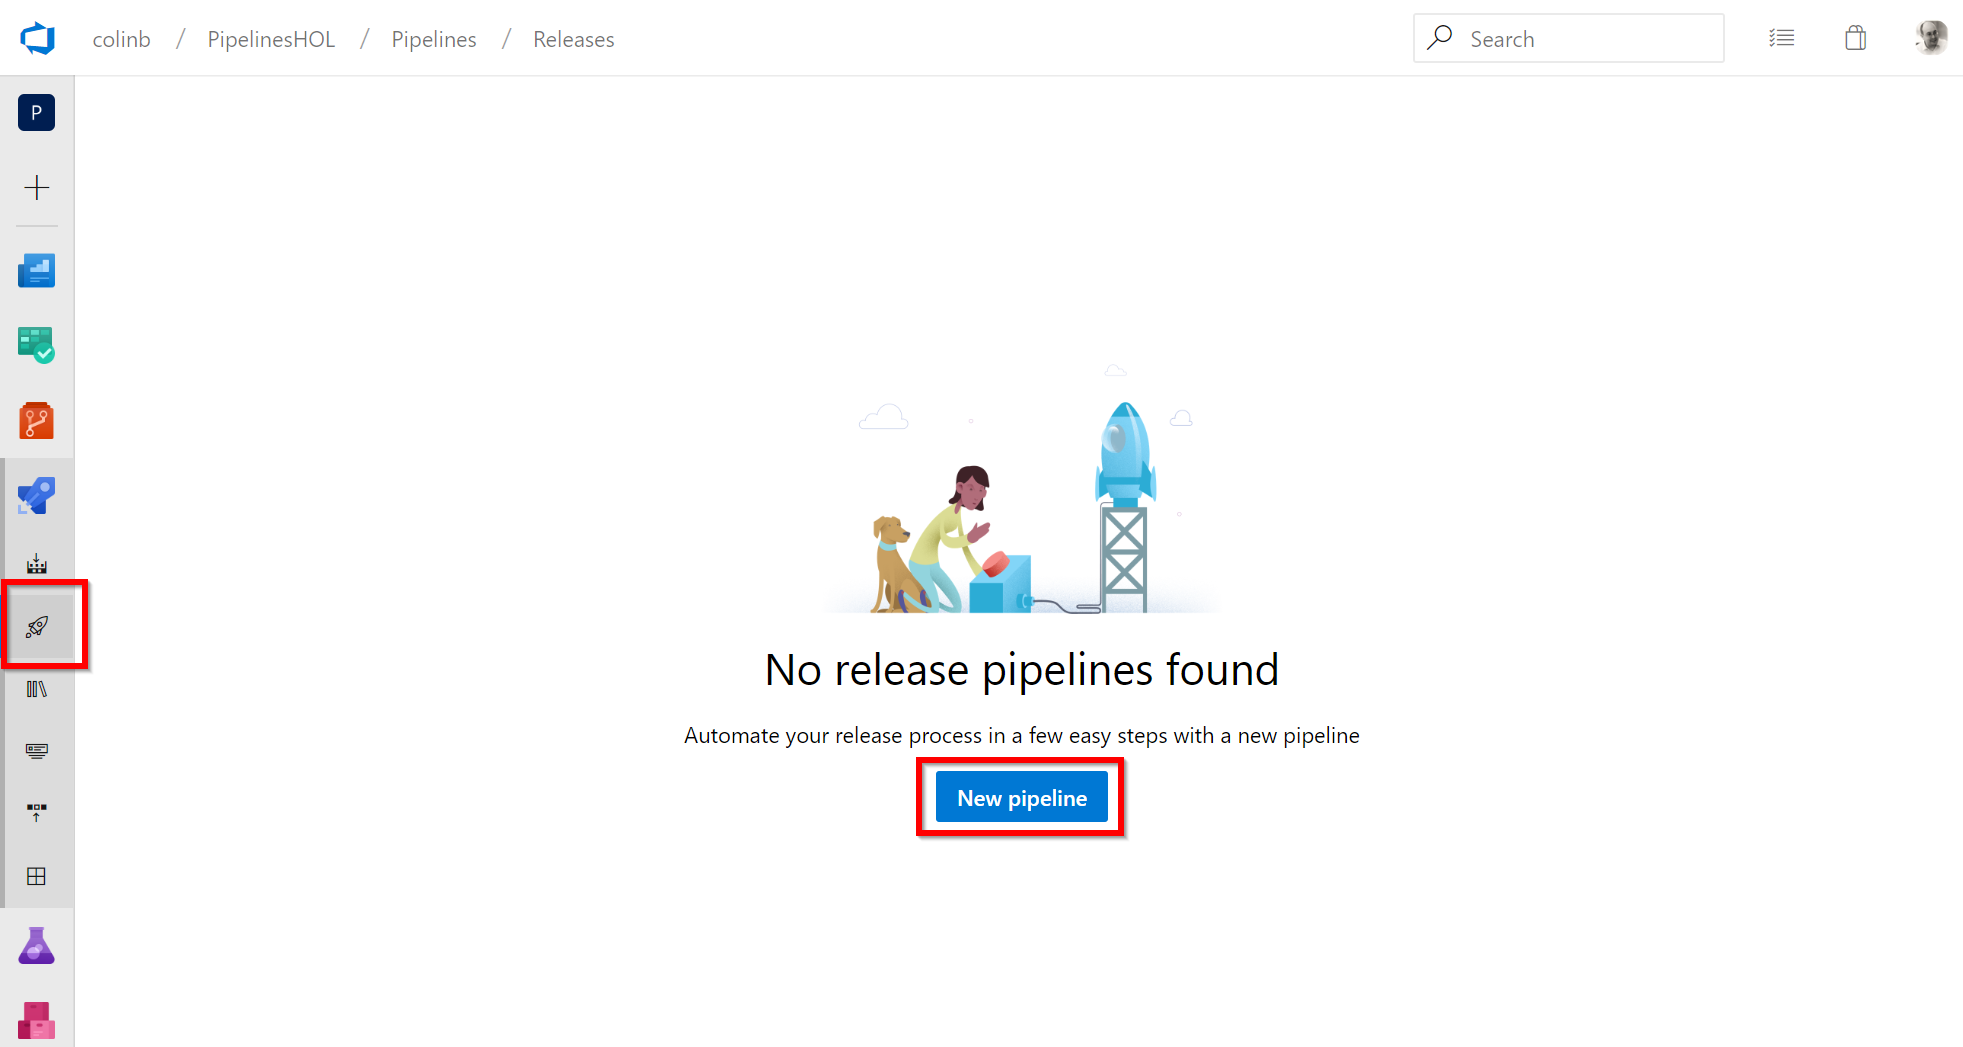 colinb / PipelinesHOL / Pipelines / Releases
Search
P
No release pipelines found
Automate your release process in a few easy steps with a new pipeline
New pipeline